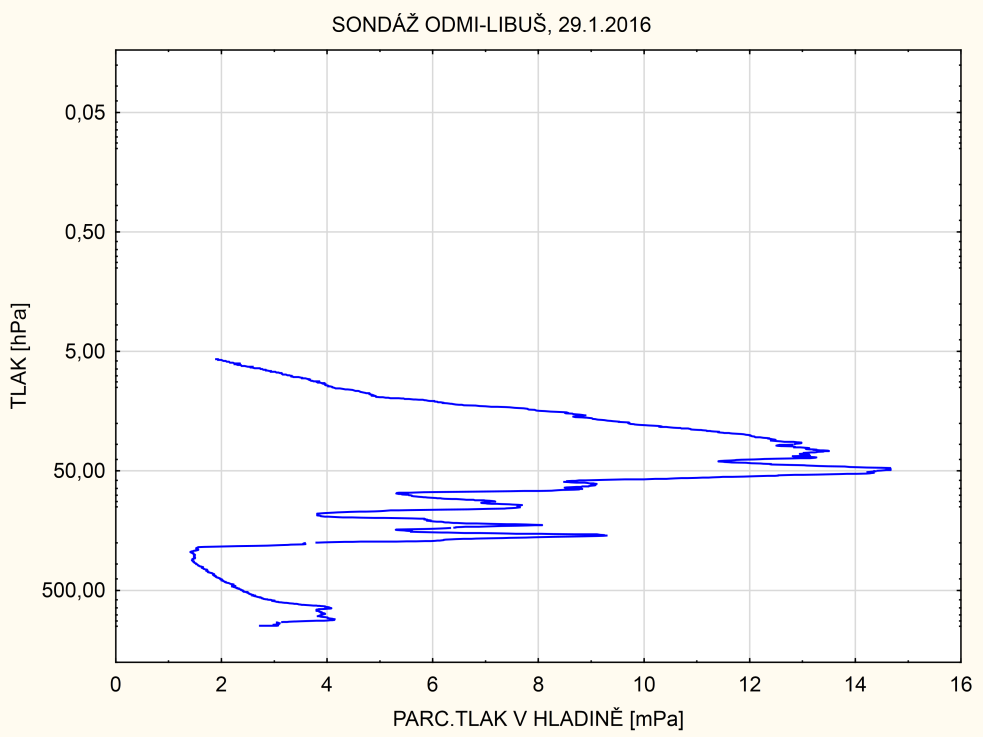 SONDÁŽ ODMI-LIBUŠ, 29.1.2016
0,05
0,50
5,00
50,00
500,00
TLAK [hPa]
0 2 4 6 8 10 12 14 16
PARC.TLAK V HLADINĚ [mPa]